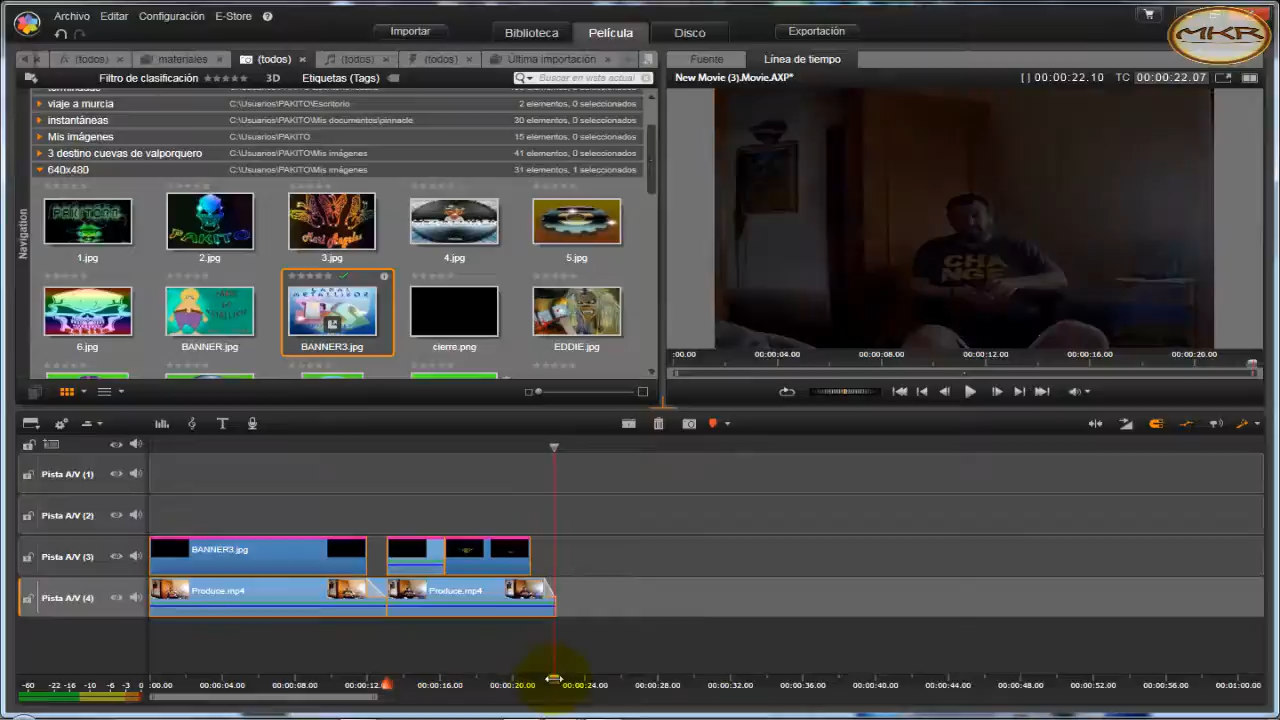 Archivo Editar Configuración E-Store ?
Importar Biblioteca Película Disco Exportación
MKR
(todos) × materiales × (todos) × (todos) × (todos) × Última importación ×
Fuente Línea de tiempo
Filtro de clasificación 3D Etiquetas (Tags) Buscar en wste actual
New Movie (3).Movie.AXP* [ ] 00:00:22.10 TC 00:00:22.07
viaje a murcia C:\Usuarios\PAKITO\Escritorio 2 elementos, 0 seleccionados
instantáneas C:\Usuarios\PAKITO\Mis documentos\pinnacle 30 elementos, 0 seleccionados
Mis imágenes C:\Usuarios\PAKITO 15 elementos, 0 seleccionados
3 destino cuevas de valporquero C:\Usuarios\PAKITO\Mis imágenes 41 elementos, 0 seleccionados
640x480 C:\Usuarios\PAKITO\Mis imágenes 31 elementos, 1 seleccionados
Navigation
PAKITO
Mari Angeles
1.jpg 2.jpg 3.jpg 4.jpg 5.jpg
METALLICOZ
6.jpg BANNER.jpg BANNER3.jpg cierre.png EDDIE.jpg
CHA
NGE
:00.00 00:00:04.00 00:00:08.00 00:00:12.00 00:00:16.00 00:00:20.00
Pista A/V (1)
Pista A/V (2)
Pista A/V (3) BANNER3.jpg
Pista A/V (4) Produce.mp4 Produce.mp4
-60 -22 -16 -10 -6 -3 0
:00.00 00:00:04.00 00:00:08.00 00:00:12.0 00:00:16.00 00:00:20.00 00:00:24.00 00:00:28.00 00:00:32.00 00:00:36.00 00:00:40.00 00:00:44.00 00:00:48.00 00:00:52.00 00:00:56.00 00:01:00.00